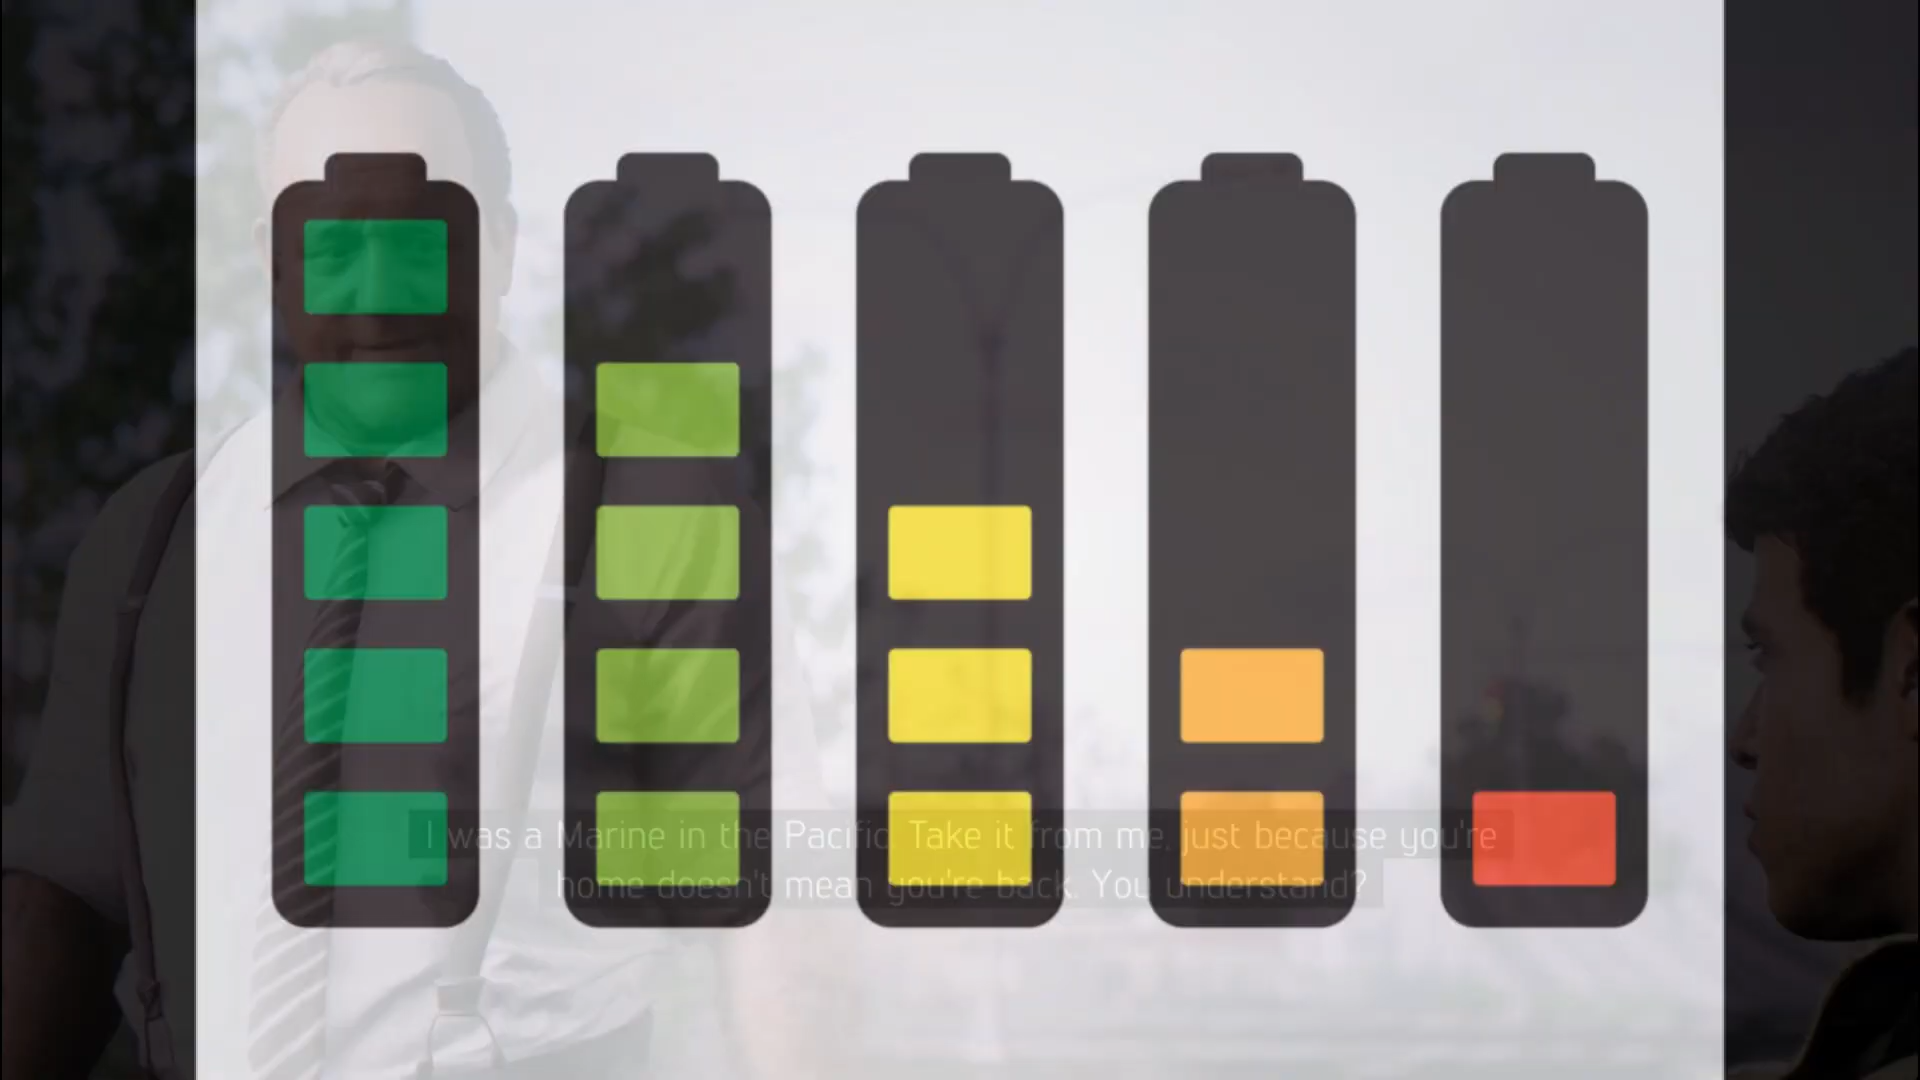 I was a Marine in the Pacific. Take it from me, just because you're
home doesn't mean you're back. You understand?